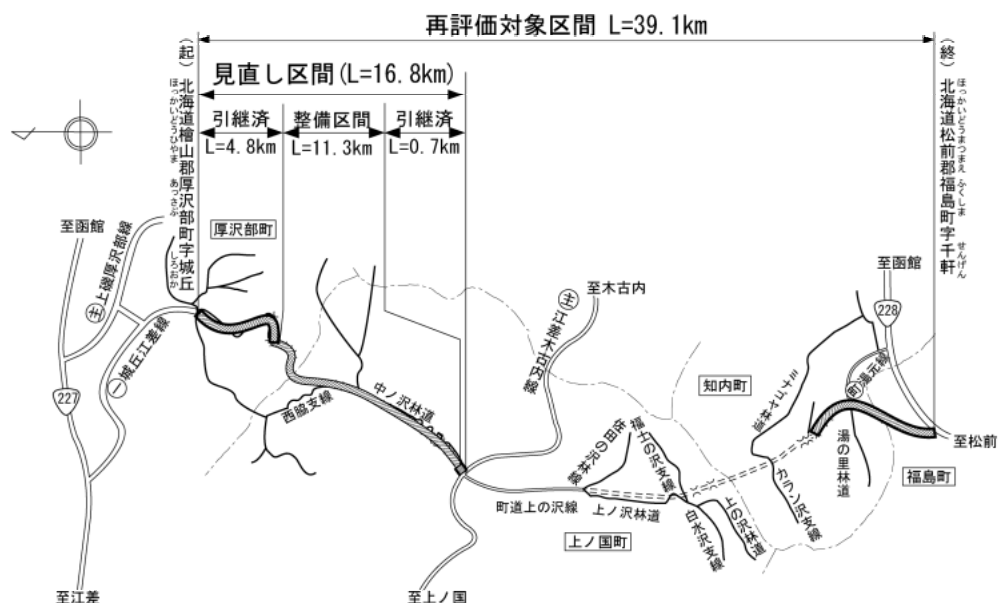 再評価対象区間 L=39.1km
見直し区間(L=16.8km)
引継済
L=4.8km
整備区間
L=11.3km
引継済
L=0.7km
(起)北海道檜山郡厚沢部町字城丘
ほっかいどうひやま あっさぶ しろおか
(終)北海道松前郡福島町字千軒
ほっかいどうまつまえ ふくしま せんげん
至函館
主上磯厚沢部線
一城丘江差線
227
至江差
厚沢部町
西脇支線
中ノ沢林道
至木古内
主江差木古内線
至上ノ国
町道上の沢線
上ノ沢林道
福士の沢支線
上ノ国町
白水沢支線
上の沢林道
知内町
ミナゴヤ林道
カラン沢支線
至函館
228
町湯元線
湯の里林道
至松前
福島町